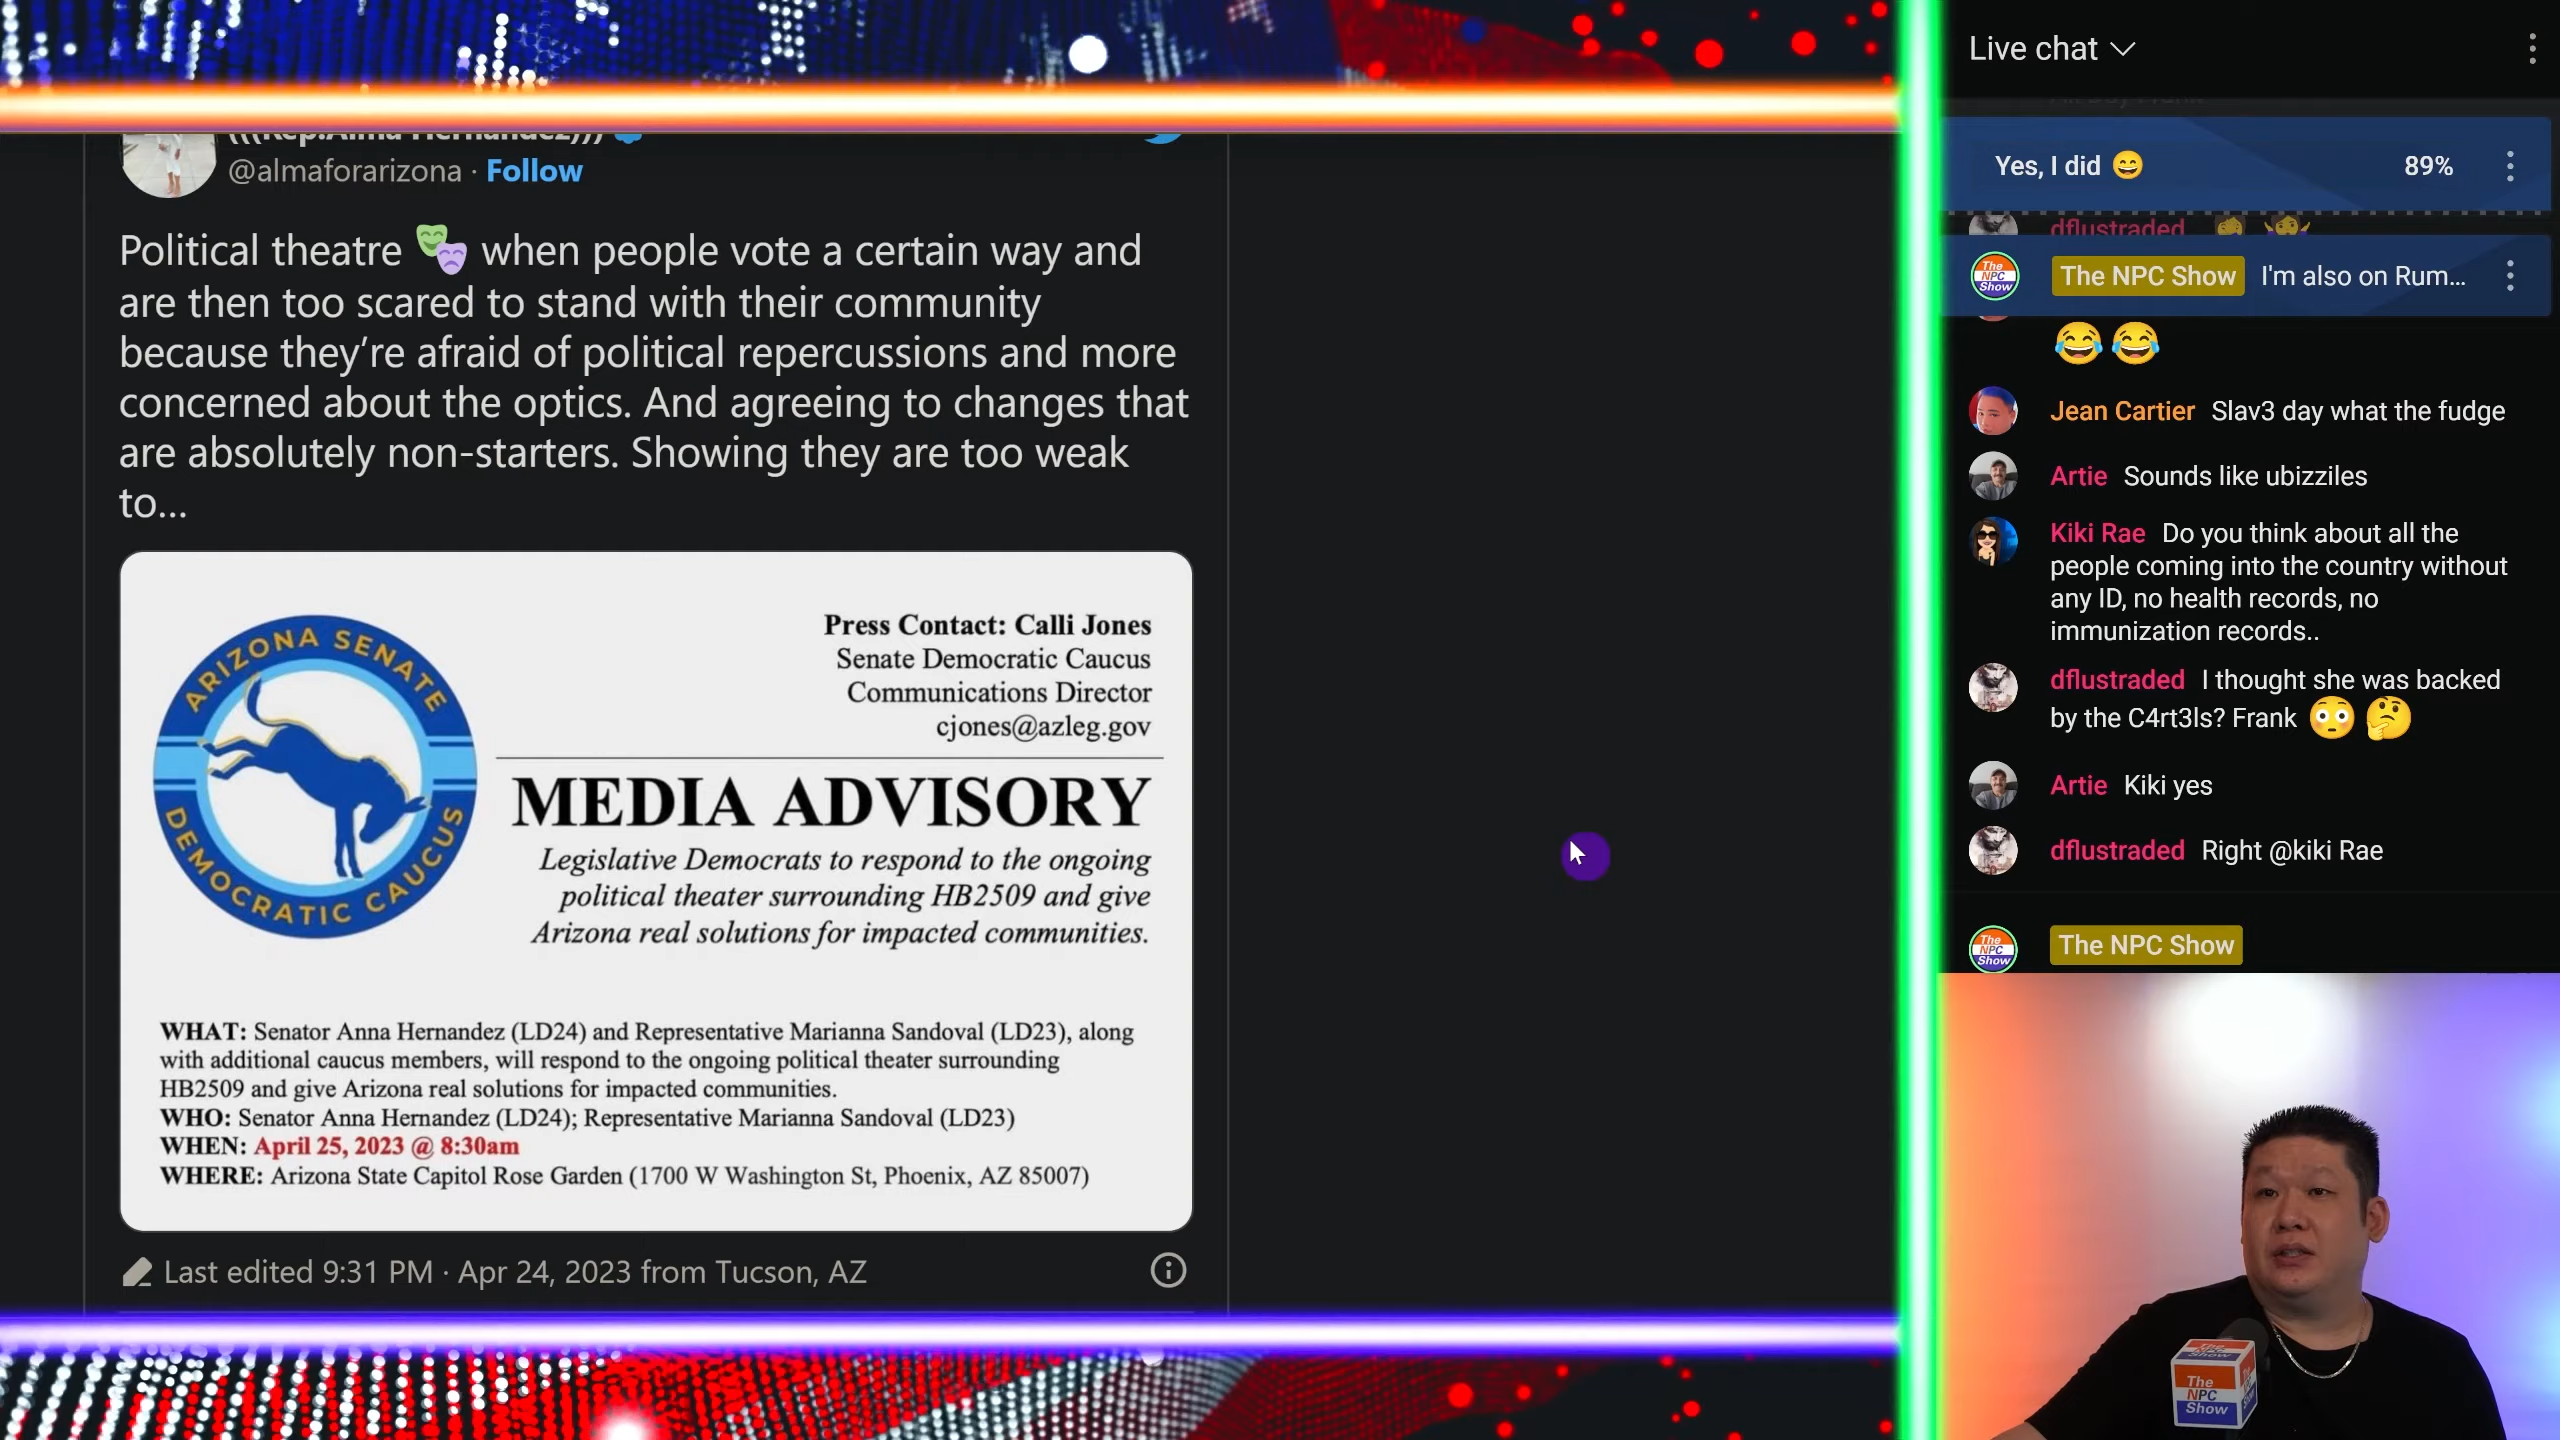 (((Rep.Alma Hernandez)))
@almaforarizona · Follow
Political theatre 🎭 when people vote a certain way and
are then too scared to stand with their community
because they’re afraid of political repercussions and more
concerned about the optics. And agreeing to changes that
are absolutely non-starters. Showing they are too weak
to...
ARIZONA SENATE
DEMOCRATIC CAUCUS
Press Contact: Calli Jones
Senate Democratic Caucus
Communications Director
cjones@azleg.gov
MEDIA ADVISORY
Legislative Democrats to respond to the ongoing
political theater surrounding HB2509 and give
Arizona real solutions for impacted communities.
WHAT: Senator Anna Hernandez (LD24) and Representative Marianna Sandoval (LD23), along
with additional caucus members, will respond to the ongoing political theater surrounding
HB2509 and give Arizona real solutions for impacted communities.
WHO: Senator Anna Hernandez (LD24); Representative Marianna Sandoval (LD23)
WHEN: April 25, 2023 @ 8:30am
WHERE: Arizona State Capitol Rose Garden (1700 W Washington St, Phoenix, AZ 85007)
Last edited 9:31 PM · Apr 24, 2023 from Tucson, AZ
Live chat
Yes, I did 😄 89%
dflustraded
The NPC Show I'm also on Rum...
😂😂
Jean Cartier Slav3 day what the fudge
Artie Sounds like ubizziles
Kiki Rae Do you think about all the
people coming into the country without
any ID, no health records, no
immunization records..
dflustraded I thought she was backed
by the C4rt3ls? Frank 😳🤔
Artie Kiki yes
dflustraded Right @kiki Rae
The NPC Show
The
NPC
Show